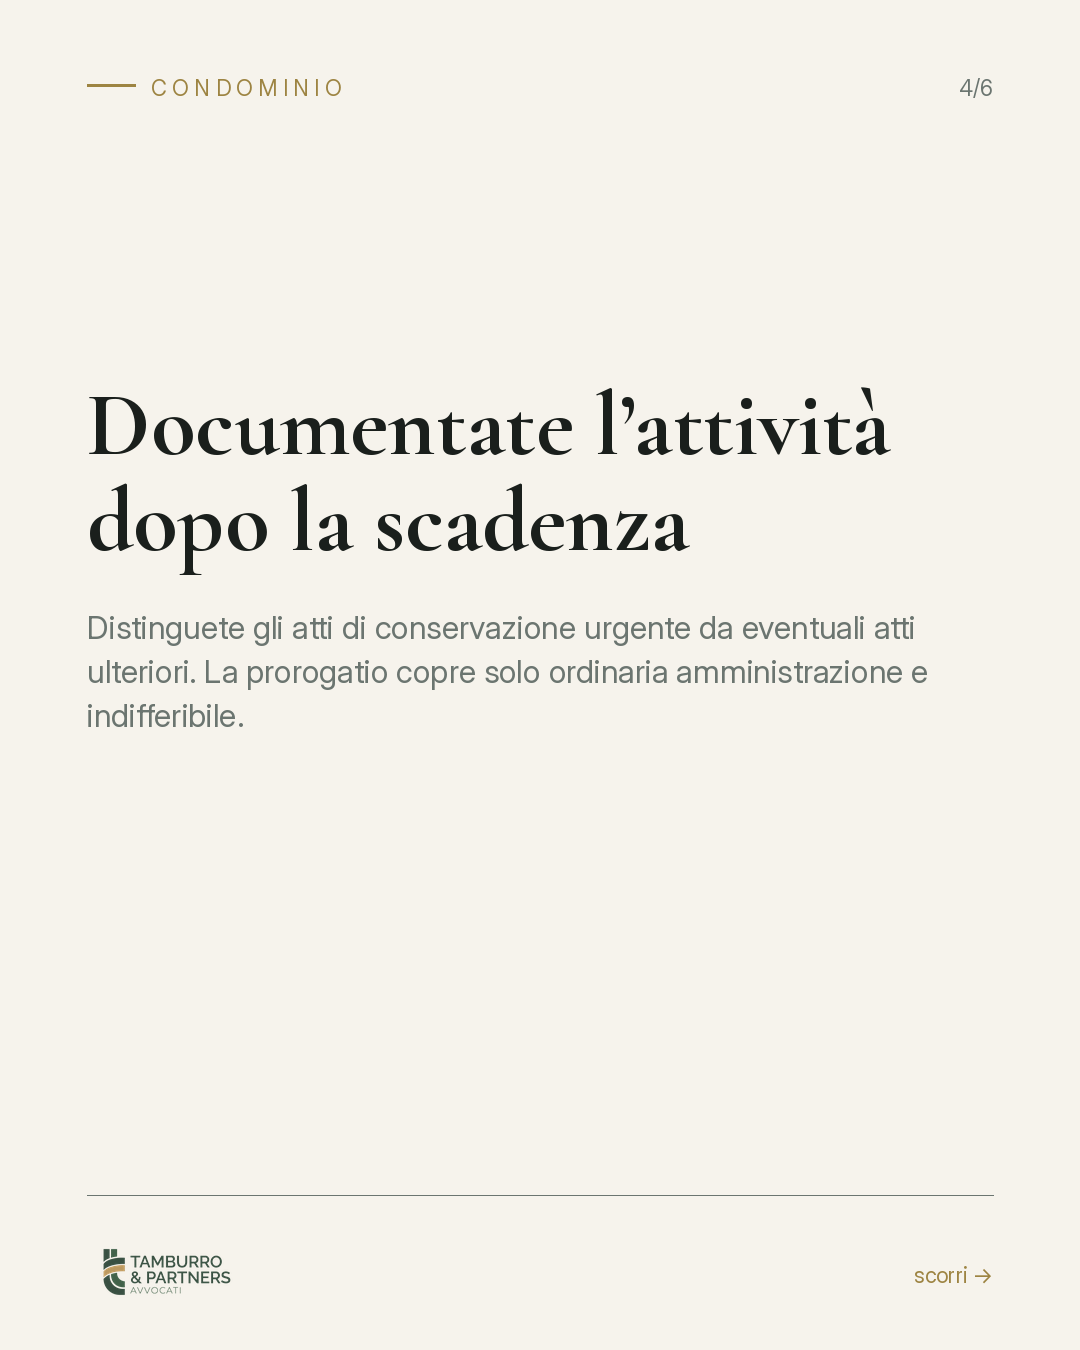 CONDOMINIO
4/6
Documentate l’attività
dopo la scadenza
Distinguete gli atti di conservazione urgente da eventuali atti
ulteriori. La prorogatio copre solo ordinaria amministrazione e
indifferibile.
TAMBURRO
& PARTNERS
AVVOCATI
scorri →